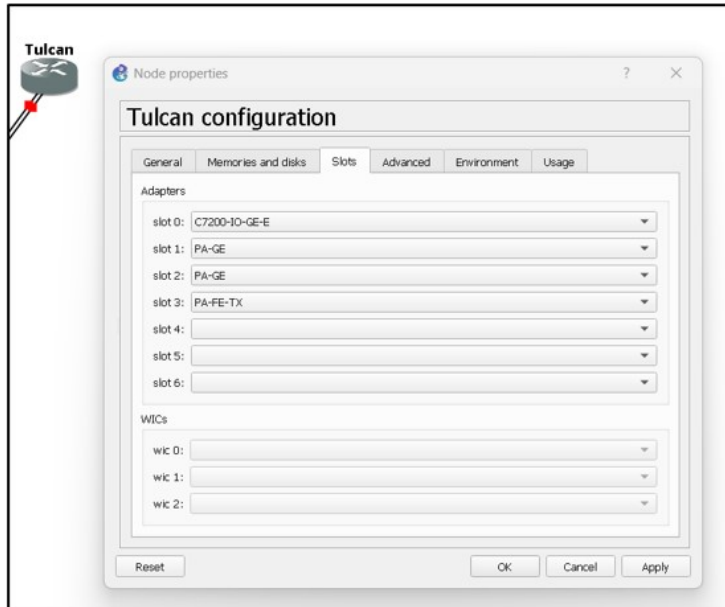 Tulcan
Node properties ? ×
Tulcan configuration
General Memories and disks Slots Advanced Environment Usage
Adapters
slot 0: C7200-IO-GE-E
slot 1: PA-GE
slot 2: PA-GE
slot 3: PA-FE-TX
slot 4:
slot 5:
slot 6:
WICs
wic 0:
wic 1:
wic 2:
Reset OK Cancel Apply